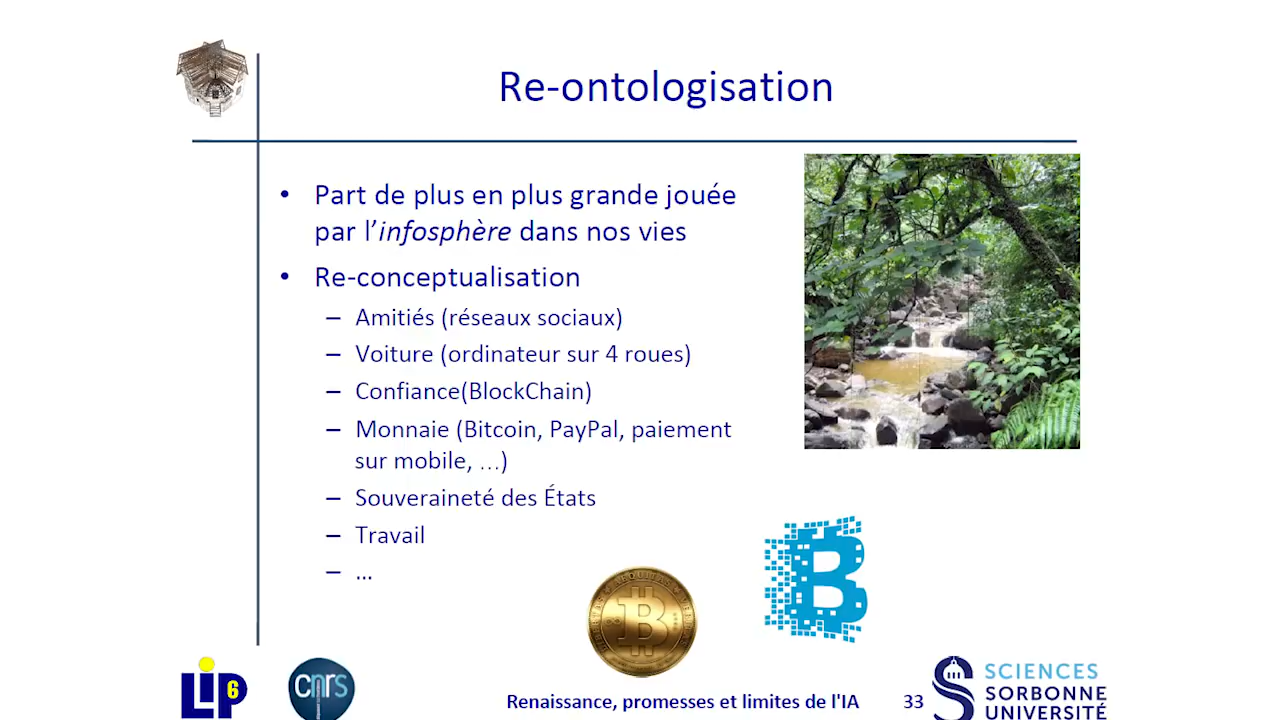 Re-ontologisation
• Part de plus en plus grande jouée
par l’infosphère dans nos vies
• Re-conceptualisation
– Amitiés (réseaux sociaux)
– Voiture (ordinateur sur 4 roues)
– Confiance(BlockChain)
– Monnaie (Bitcoin, PayPal, paiement
sur mobile, …)
– Souveraineté des États
– Travail
– …
LIP6
cnrs
Renaissance, promesses et limites de l'IA
33
SCIENCES
SORBONNE
UNIVERSITÉ